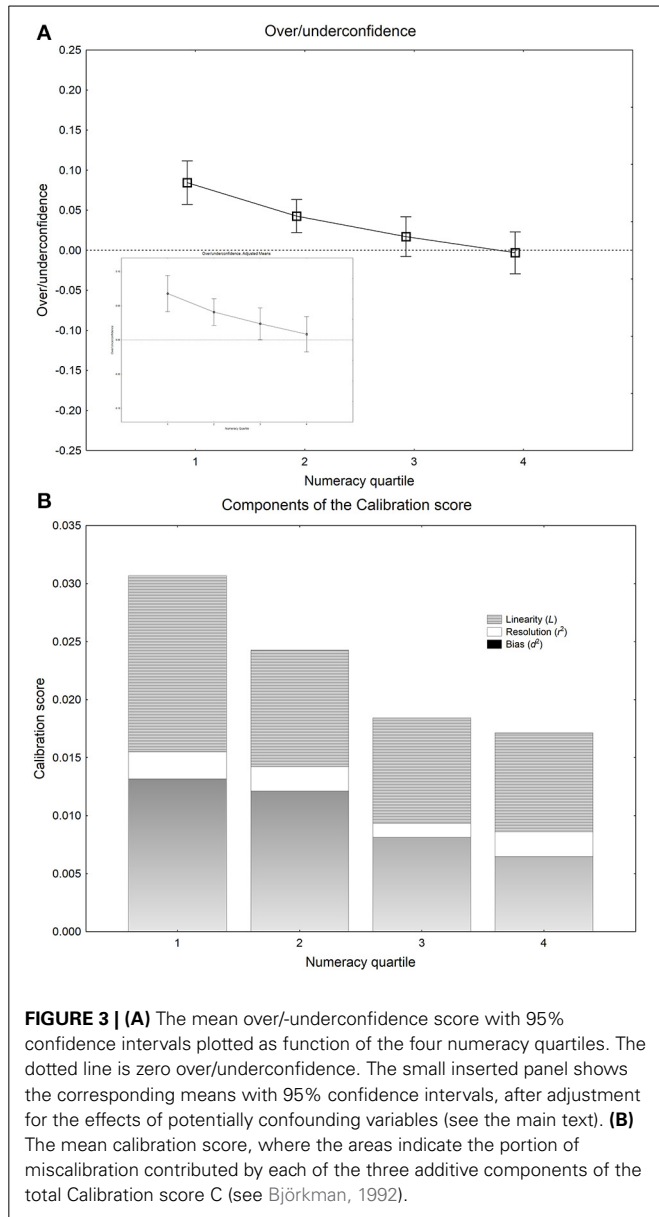 A
Over/underconfidence
0.25
0.20
0.15
0.10
0.05
0.00
-0.05
-0.10
-0.15
-0.20
-0.25
Over/underconfidence
Over/underconfidence: Adjusted Means
Over/underconfidence
1 2 3 4
Numeracy Quartile
1 2 3 4
Numeracy quartile
B
Components of the Calibration score
0.035
0.030
0.025
0.020
0.015
0.010
0.005
0.000
Calibration score
Linearity (L)
Resolution (r²)
Bias (d²)
1 2 3 4
Numeracy quartile
FIGURE 3 | (A) The mean over/-underconfidence score with 95%
confidence intervals plotted as function of the four numeracy quartiles. The
dotted line is zero over/underconfidence. The small inserted panel shows
the corresponding means with 95% confidence intervals, after adjustment
for the effects of potentially confounding variables (see the main text). (B)
The mean calibration score, where the areas indicate the portion of
miscalibration contributed by each of the three additive components of the
total Calibration score C (see Björkman, 1992).